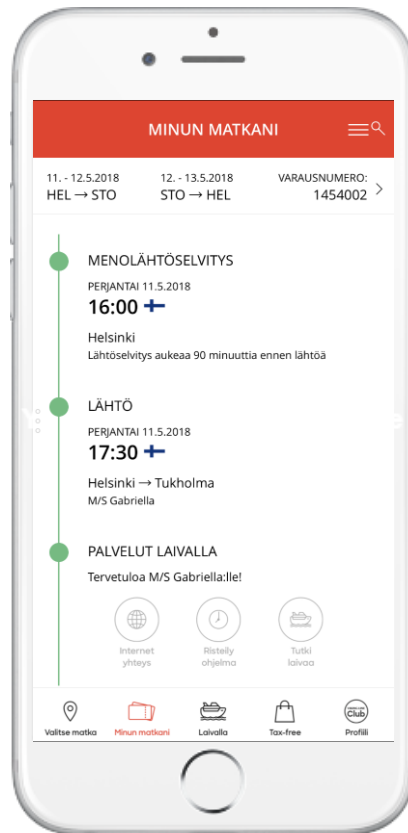 MINUN MATKANI
11. - 12.5.2018
HEL → STO
12. - 13.5.2018
STO → HEL
VARAUSNUMERO:
1454002
MENOLÄHTÖSELVITYS
PERJANTAI 11.5.2018
16:00
Helsinki
Lähtöselvitys aukeaa 90 minuuttia ennen lähtöä
LÄHTÖ
PERJANTAI 11.5.2018
17:30
Helsinki → Tukholma
M/S Gabriella
PALVELUT LAIVALLA
Tervetuloa M/S Gabriella:lle!
Internet
yhteys
Risteily
ohjelma
Tutki
laivaa
Valitse matka
Minun matkani
Laivalla
Tax-free
Club
Profiili